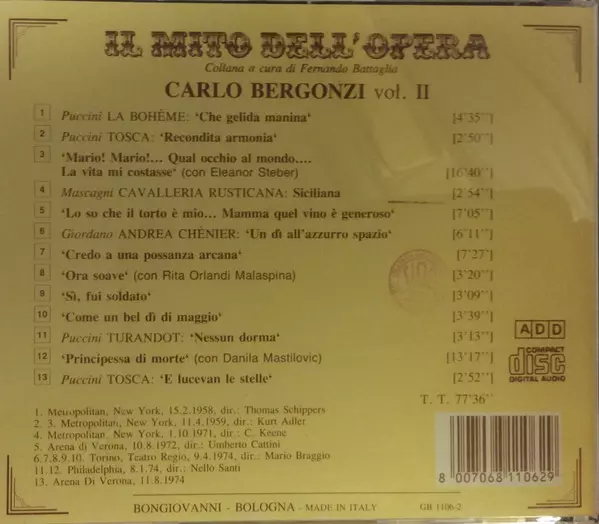 IL MITO DELL'OPERA
Collana a cura di Fernando Battaglia
CARLO BERGONZI vol. II
1 Puccini LA BOHÈME: ‘Che gelida manina‘ [4'35'']
2 Puccini TOSCA: ‘Recondita armonia‘ [2'50'']
3 ‘Mario! Mario!... Qual occhio al mondo....
La vita mi costasse‘ (con Eleanor Steber) [16'40'']
4 Mascagni CAVALLERIA RUSTICANA: Siciliana [2'54'']
5 ‘Lo so che il torto è mio... Mamma quel vino è generoso‘ [7'05'']
6 Giordano ANDREA CHÈNIER: ‘Un dì all'azzurro spazio‘ [6'11'']
7 ‘Credo a una possanza arcana‘ [7'27'']
8 ‘Ora soave‘ (con Rita Orlandi Malaspina) [3'20'']
9 ‘Sì, fui soldato‘ [3'09'']
10 ‘Come un bel dì di maggio‘ [3'39'']
11 Puccini TURANDOT: ‘Nessun dorma‘ [3'13'']
12 ‘Principessa di morte‘ (con Danila Mastilovic) [13'17'']
13 Puccini TOSCA: ‘E lucevan le stelle‘ [2'52'']
A D D
COMPACT
disc
DIGITAL AUDIO
T. T. 77'36''
1. Metropolitan, New York, 15.2.1958, dir.: Thomas Schippers
2. 3. Metropolitan, New York, 11.4.1959, dir.: Kurt Adler
4. Metropolitan, New York, 1.10.1971, dir.: C. Keene
5. Arena di Verona, 10.8.1972, dir.: Umberto Cattini
6.7.8.9.10. Torino, Teatro Regio, 9.4.1974, dir.: Mario Braggio
11.12. Philadelphia, 8.1.74, dir.: Nello Santi
13. Arena Di Verona, 11.8.1974
8 007068 110629
BONGIOVANNI - BOLOGNA - MADE IN ITALY GB 1106-2